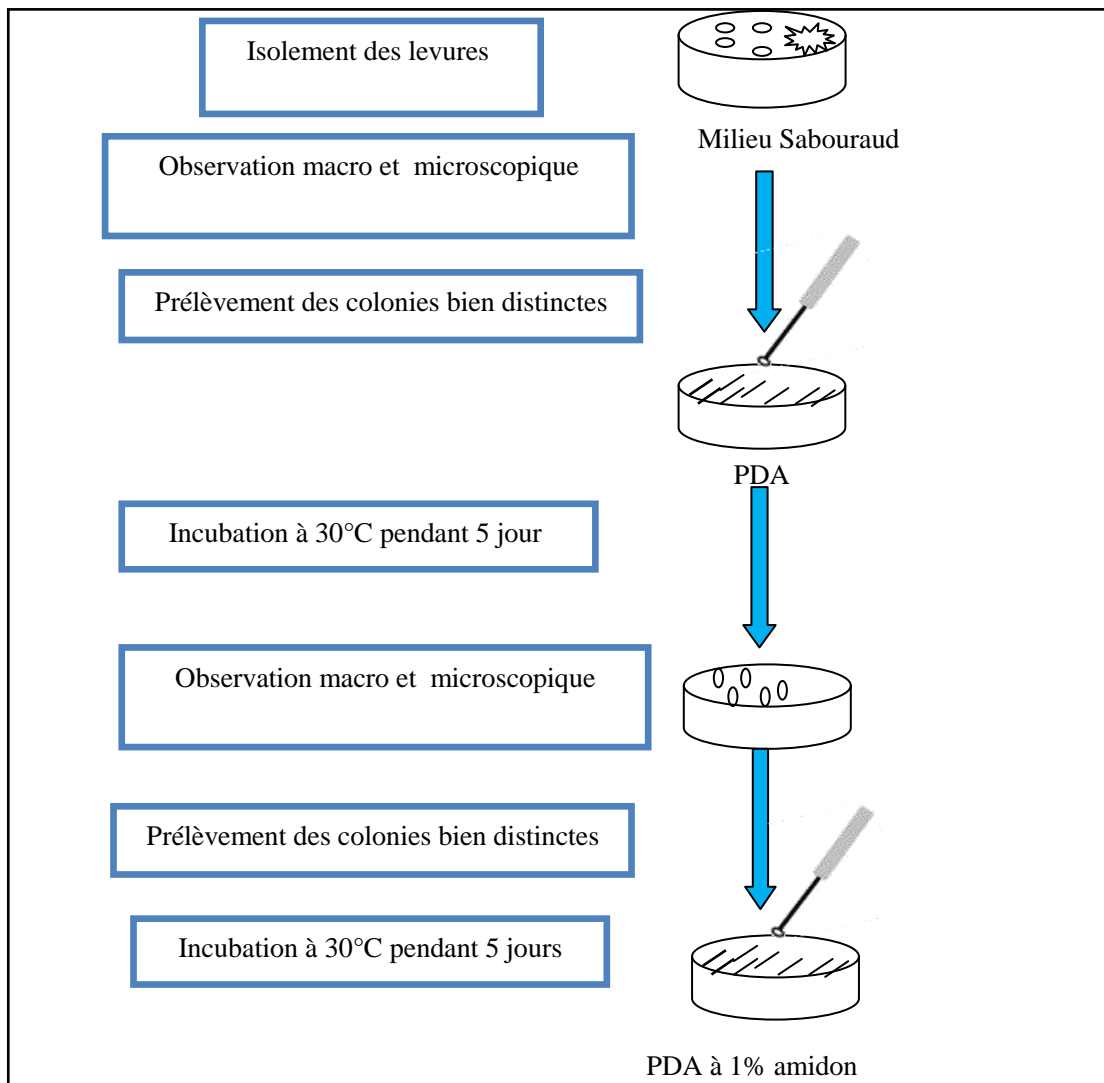 Isolement des levures
Milieu Sabouraud
Observation macro et  microscopique
Prélèvement des colonies bien distinctes
PDA
Incubation à 30°C pendant 5 jour
Observation macro et  microscopique
Prélèvement des colonies bien distinctes
Incubation à 30°C pendant 5 jours
PDA à 1% amidon